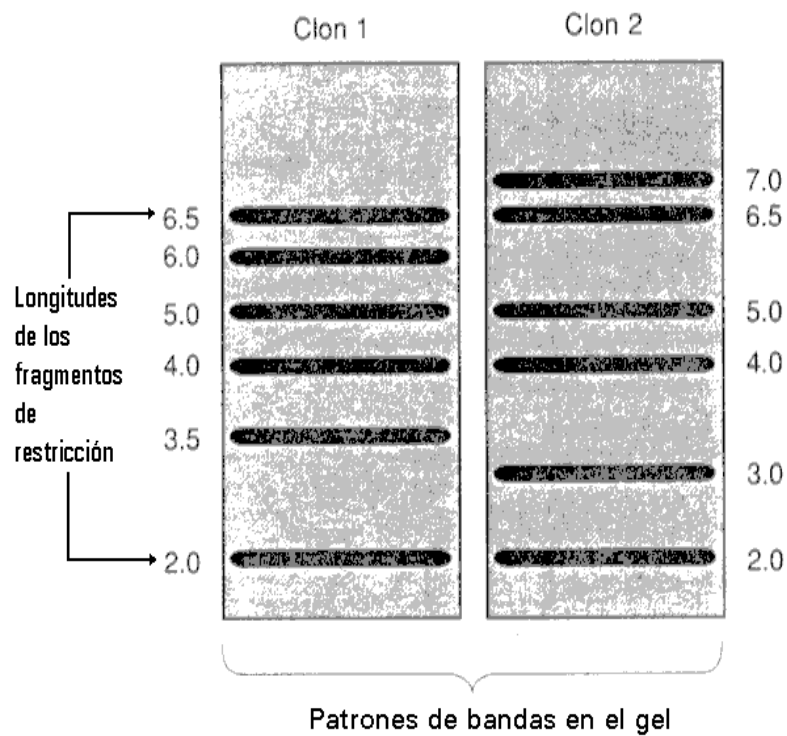 Clon 1
Clon 2
7.0
6.5
6.5
6.0
5.0
5.0
4.0
4.0
3.5
3.0
2.0
2.0
Longitudes
de los
fragmentos
de
restricción
Patrones de bandas en el gel